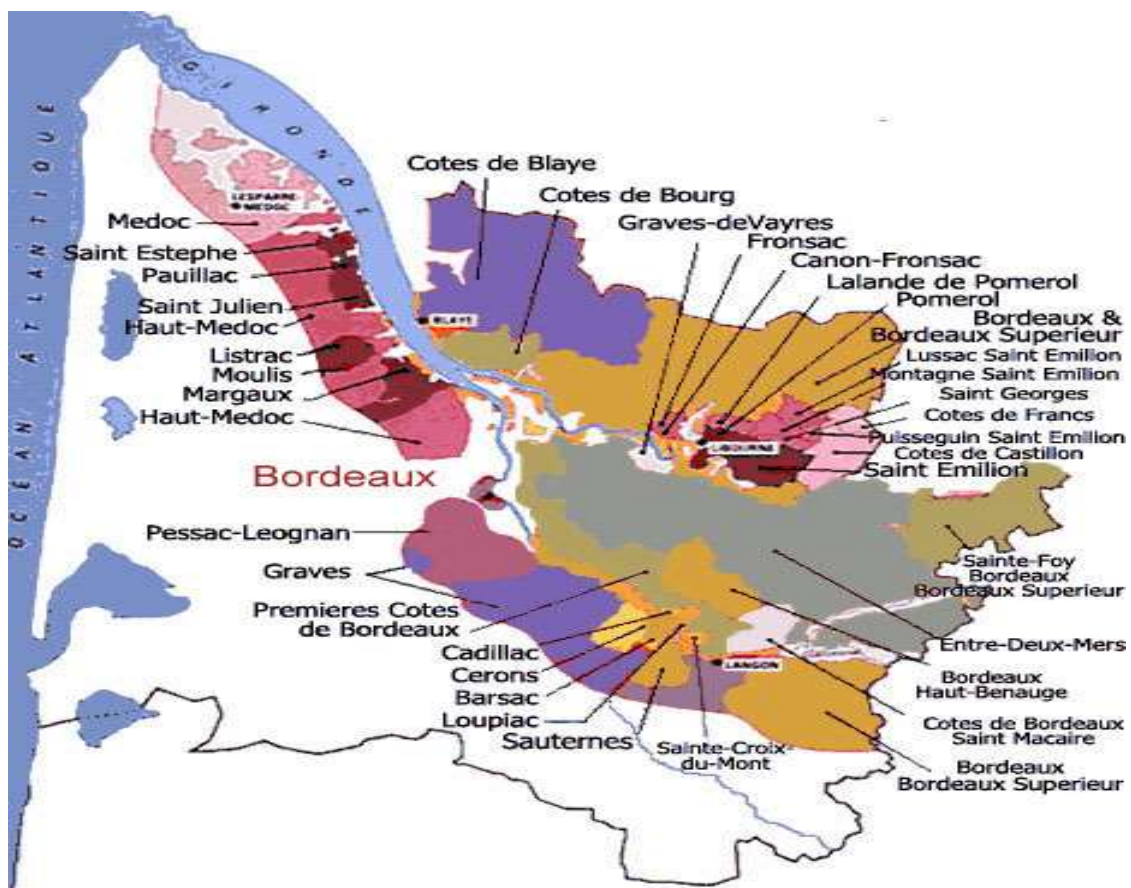 GIRONDE
OCÉAN ATLANTIQUE
Cotes de Blaye
Cotes de Bourg
Graves-deVayres
Fronsac
Canon-Fronsac
Lalande de Pomerol
Pomerol
Bordeaux &
Bordeaux Superieur
Lussac Saint Emilion
Montagne Saint Emilion
Saint Georges
Cotes de Francs
Puisseguin Saint Emilion
Cotes de Castillon
Saint Emilion
LESPARRE-
MEDOC
Medoc
Saint Estephe
Pauillac
Saint Julien
Haut-Medoc
Listrac
Moulis
Margaux
Haut-Medoc
BLAYE
LIBOURNE
Bordeaux
Pessac-Leognan
Graves
Premieres Cotes
de Bordeaux
Cadillac
Cerons
Barsac
Loupiac
Sauternes
Sainte-Croix-
du-Mont
LANGON
Sainte-Foy
Bordeaux
Bordeaux Superieur
Entre-Deux-Mers
Bordeaux
Haut-Benauge
Cotes de Bordeaux
Saint Macaire
Bordeaux
Bordeaux Superieur